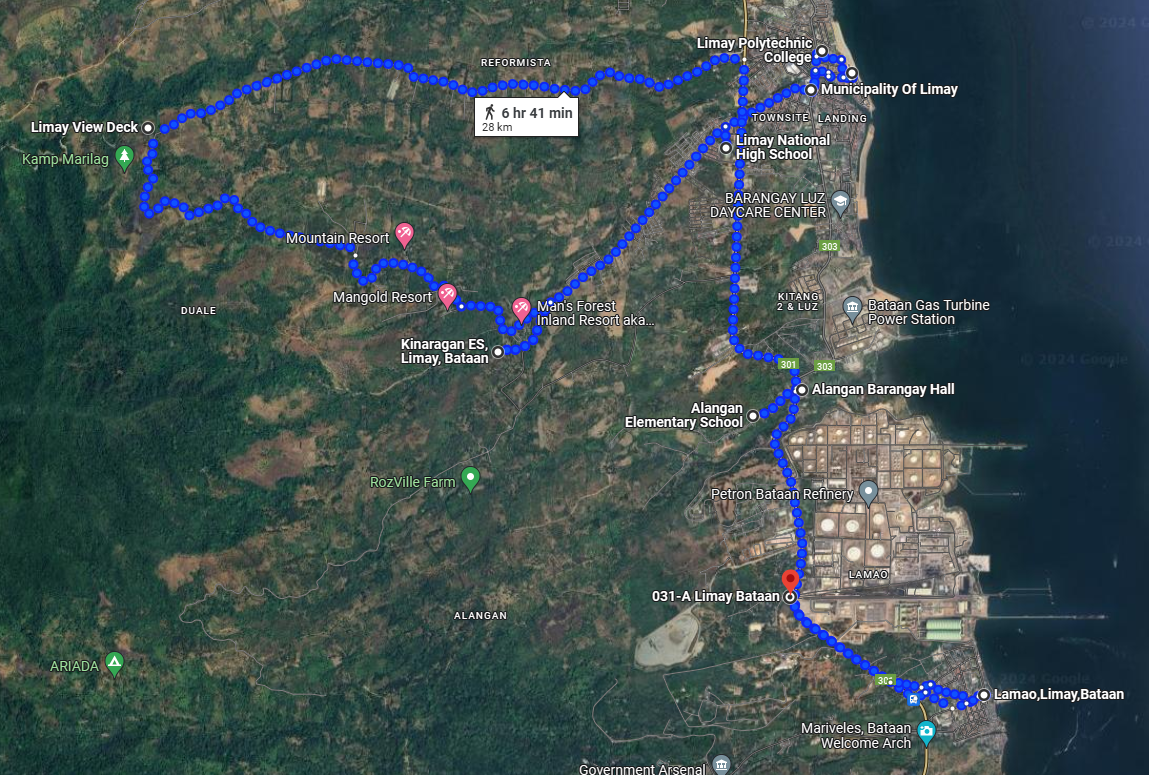 © 2024 G
Limay Polytechnic
College
REFORMISTA
Municipality Of Limay
6 hr 41 min
28 km
TOWNSITE
LANDING
Limay View Deck
Kamp Marilag
Limay National
High School
BARANGAY LUZ
DAYCARE CENTER
Mountain Resort
303
© 2024
Mangold Resort
KITANG
2 & LUZ
Bataan Gas Turbine
Power Station
DUALE
Man's Forest
Inland Resort aka...
Kinaragan ES,
Limay, Bataan
© 2024 Google
301
303
Alangan Barangay Hall
Alangan
Elementary School
RozVille Farm
Petron Bataan Refinery
LAMAO
031-A Limay Bataan
ALANGAN
ARIADA
© 2024 Google
Lamao,Limay,Bataan
Mariveles, Bataan
Welcome Arch
Government Arsenal